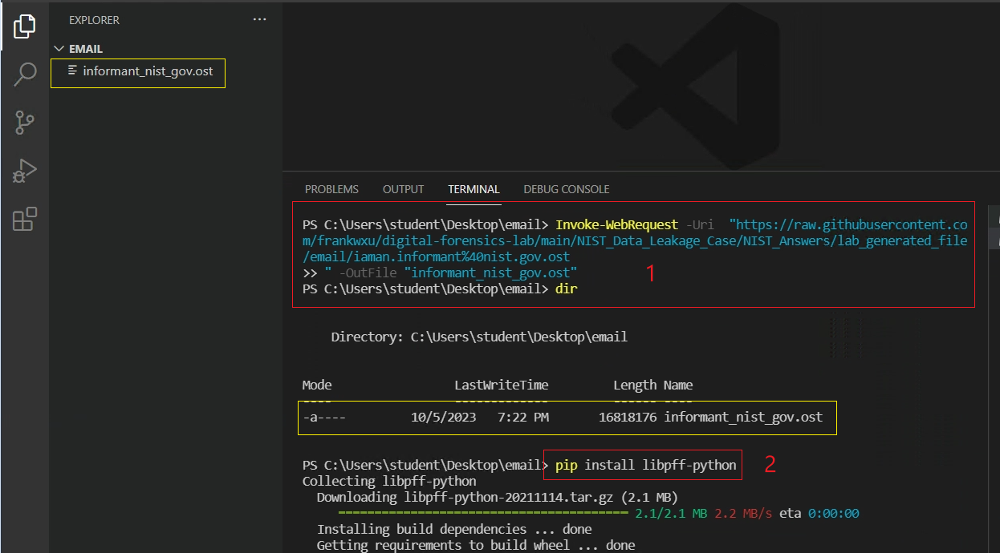 EXPLORER
...
EMAIL
informant_nist_gov.ost
PROBLEMS OUTPUT TERMINAL DEBUG CONSOLE
PS C:\Users\student\Desktop\email> Invoke-WebRequest -Uri  "https://raw.githubusercontent.co
m/frankwxu/digital-forensics-lab/main/NIST_Data_Leakage_Case/NIST_Answers/lab_generated_file
/email/iaman.informant%40nist.gov.ost
>> " -OutFile "informant_nist_gov.ost"
1
PS C:\Users\student\Desktop\email> dir
Directory: C:\Users\student\Desktop\email
Mode LastWriteTime Length Name
---- ------------- ------ ----
-a---- 10/5/2023 7:22 PM 16818176 informant_nist_gov.ost
PS C:\Users\student\Desktop\email> pip install libpff-python
2
Collecting libpff-python
Downloading libpff-python-20211114.tar.gz (2.1 MB)
2.1/2.1 MB 2.2 MB/s eta 0:00:00
Installing build dependencies ... done
Getting requirements to build wheel ... done